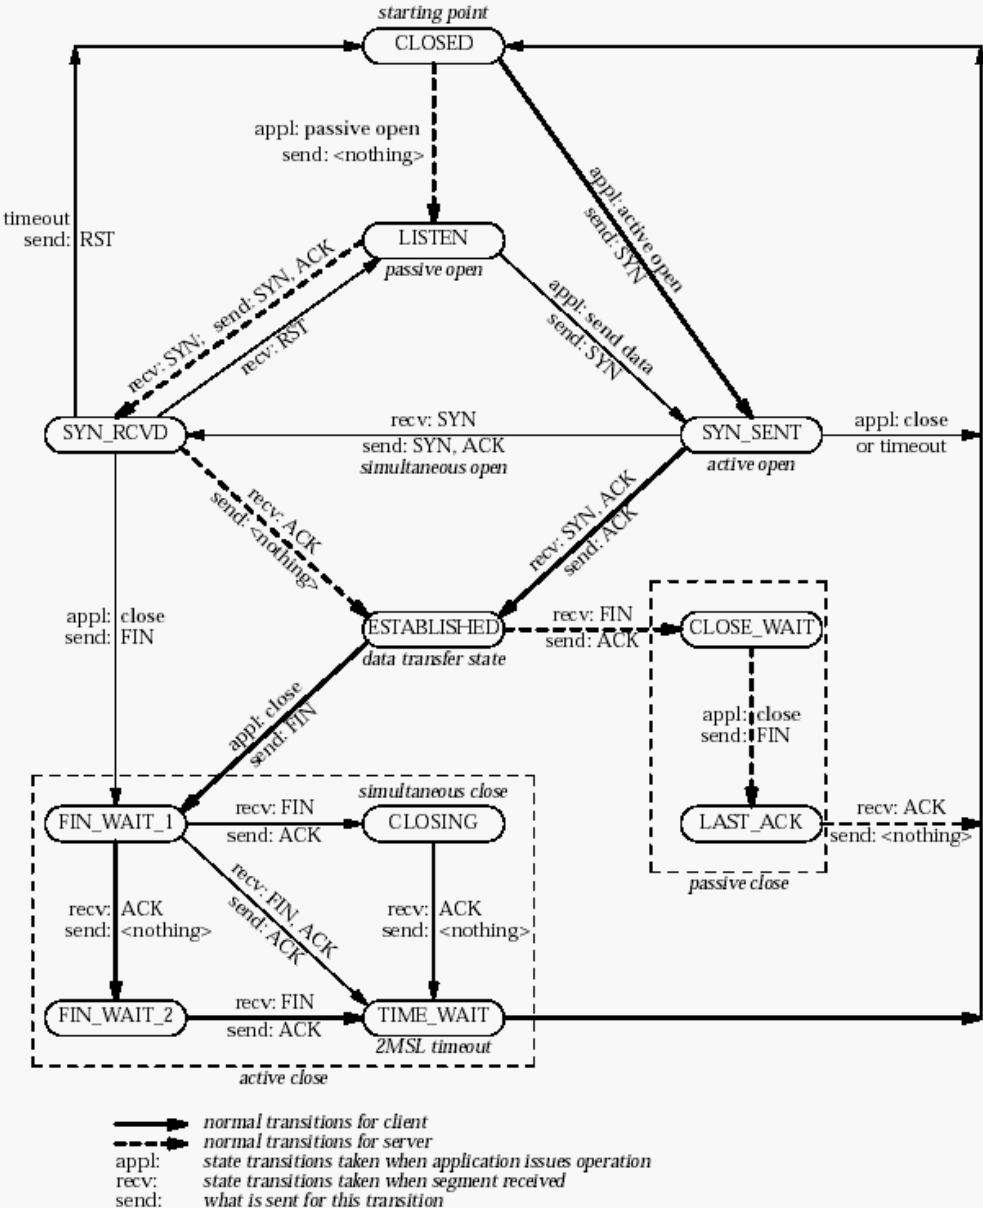 starting point
CLOSED
appl: passive open
send: <nothing>
appl: active open
send: SYN
timeout
send: RST
LISTEN
passive open
recv: SYN; send: SYN, ACK
recv: RST
appl: send data
send: SYN
SYN_RCVD
recv: SYN
send: SYN, ACK
simultaneous open
SYN_SENT
active open
appl: close
or timeout
recv: ACK
send: <nothing>
recv: SYN, ACK
send: ACK
appl: close
send: FIN
ESTABLISHED
data transfer state
recv: FIN
send: ACK
CLOSE_WAIT
appl: close
send: FIN
appl: close
send: FIN
simultaneous close
FIN_WAIT_1
recv: FIN
send: ACK
CLOSING
LAST_ACK
recv: ACK
send: <nothing>
passive close
recv: ACK
send: <nothing>
recv: FIN, ACK
send: ACK
recv: ACK
send: <nothing>
FIN_WAIT_2
recv: FIN
send: ACK
TIME_WAIT
2MSL timeout
active close
normal transitions for client
normal transitions for server
appl: state transitions taken when application issues operation
recv: state transitions taken when segment received
send: what is sent for this transition